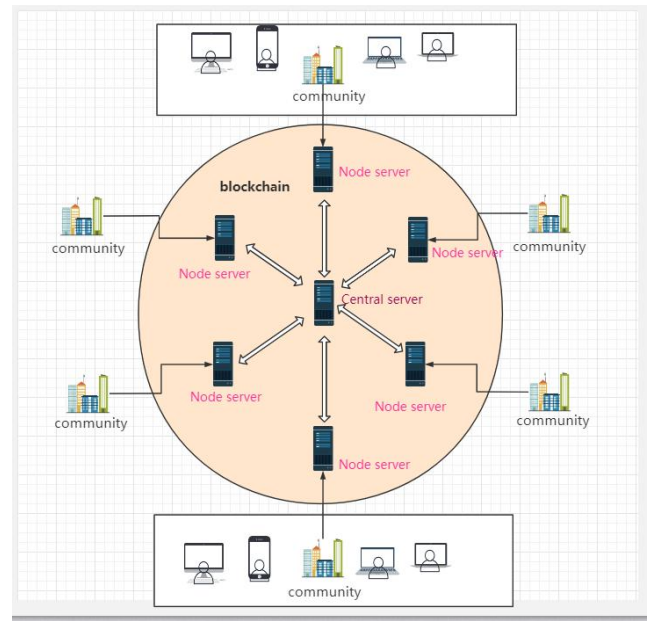 community
Node server
blockchain
community
community
Node server
Node server
Central server
community
community
Node server
Node server
Node server
community